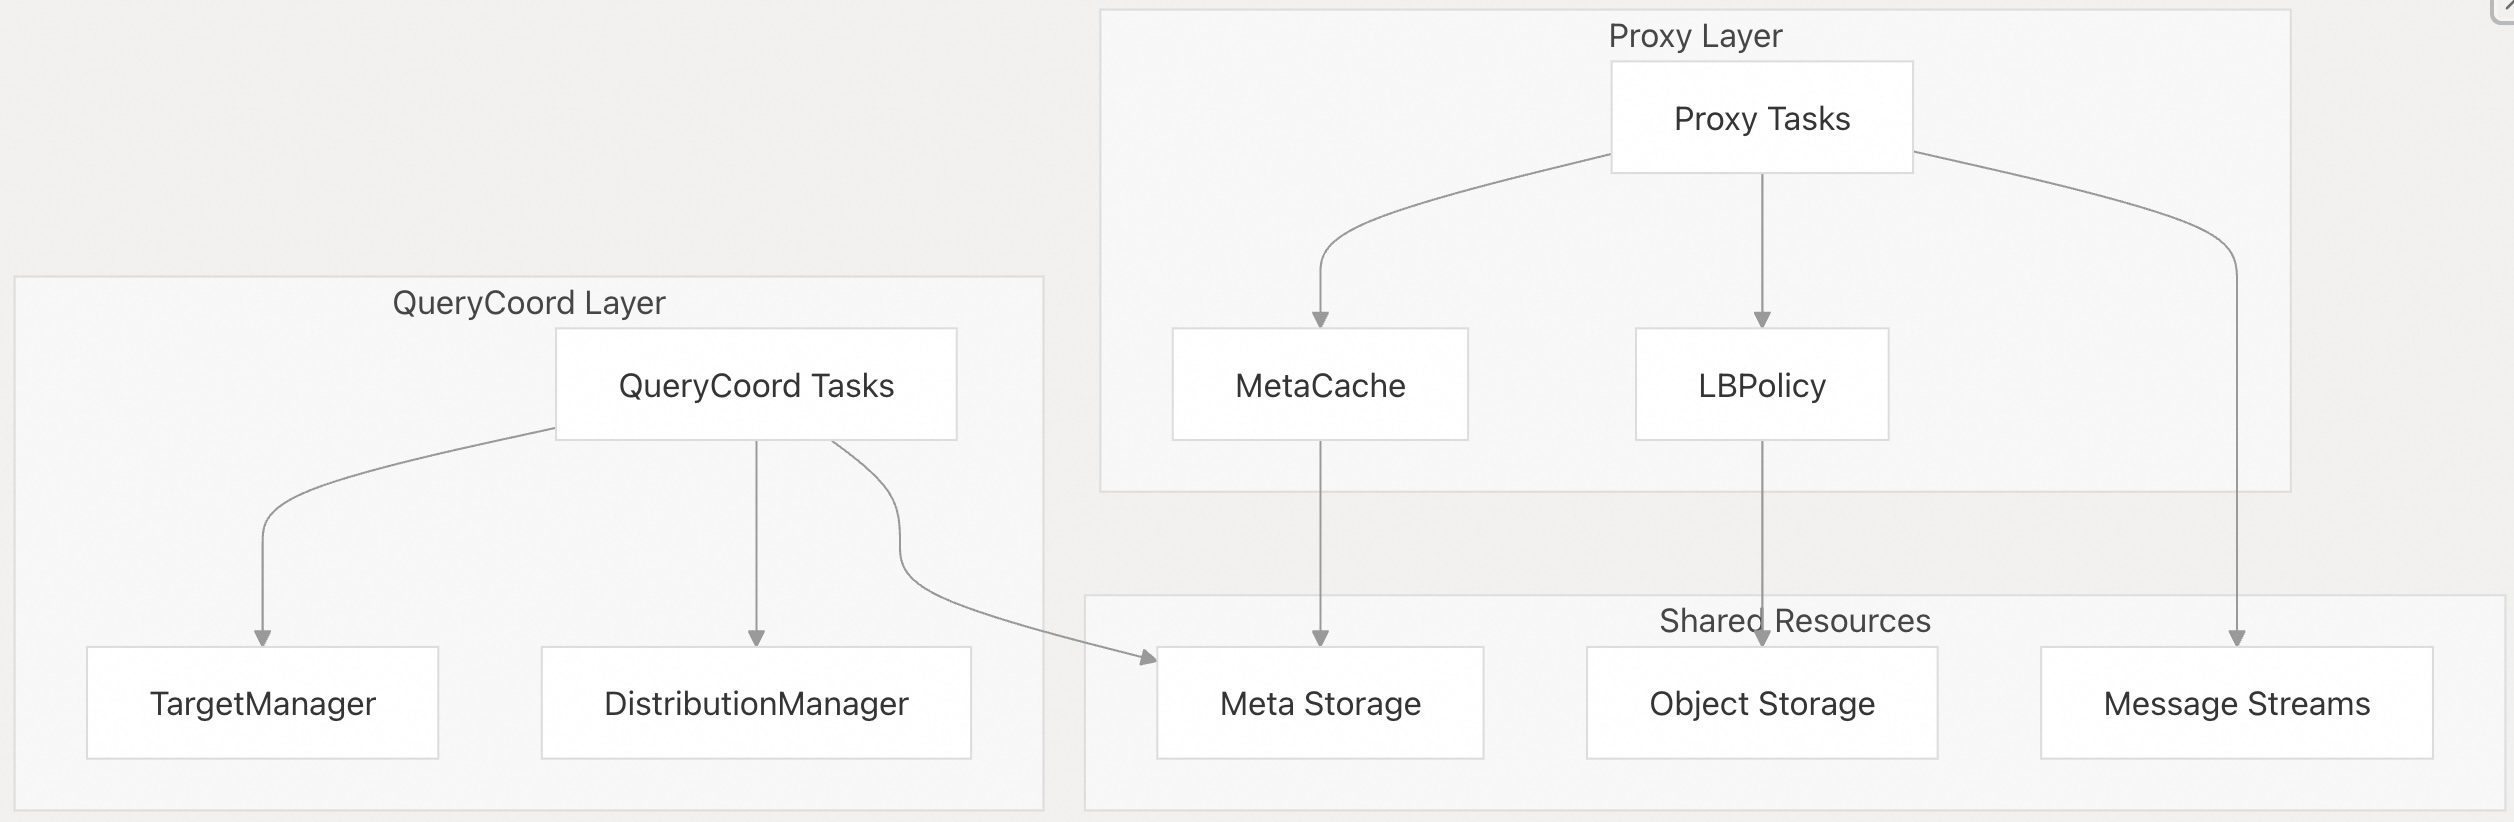 Proxy Layer
Proxy Tasks
QueryCoord Layer
QueryCoord Tasks
MetaCache
LBPolicy
Shared Resources
TargetManager
DistributionManager
Meta Storage
Object Storage
Message Streams